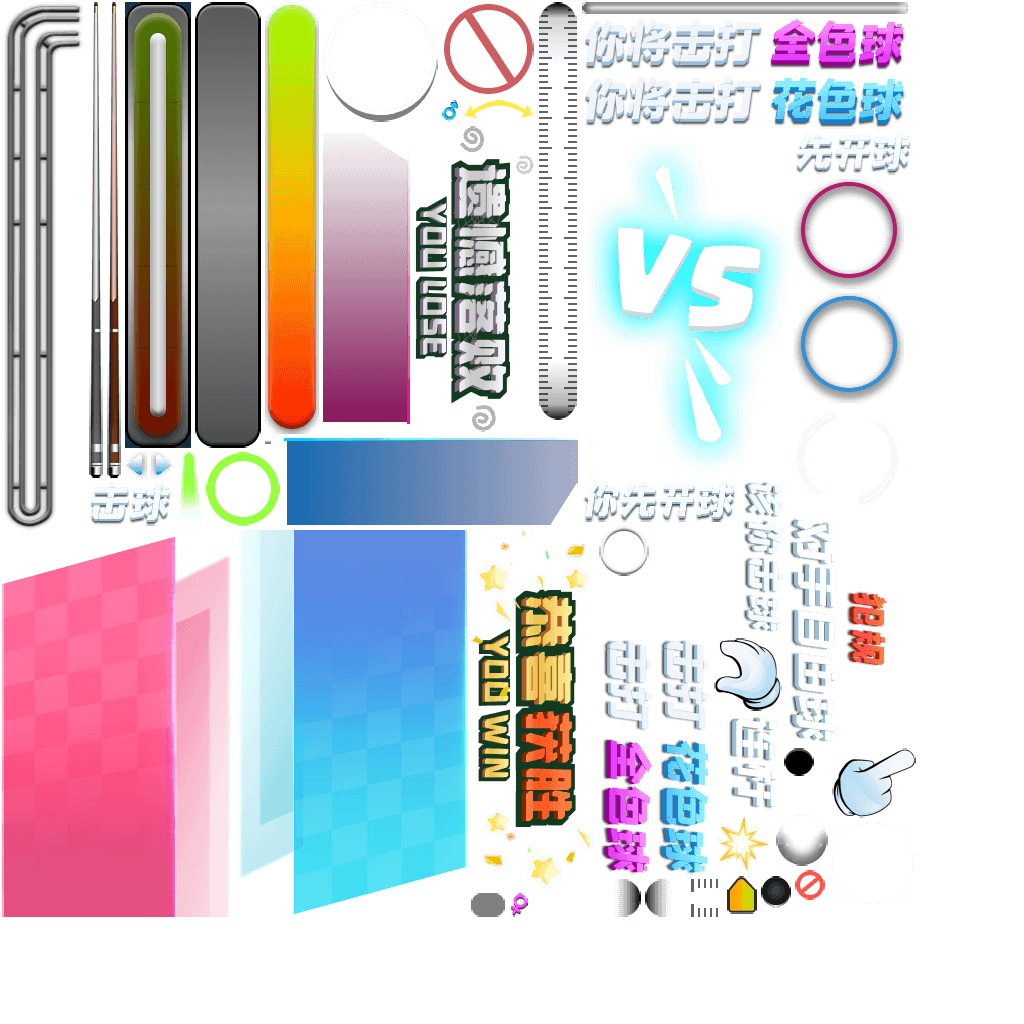 你将击打 全色球
你将击打 花色球
先开球
遗憾落败
YOU LOSE
VS
击球
你先开球
该你击球
对手自由球
犯规
恭喜获胜
YOU WIN
击打 全色球
击打 花色球
连杆